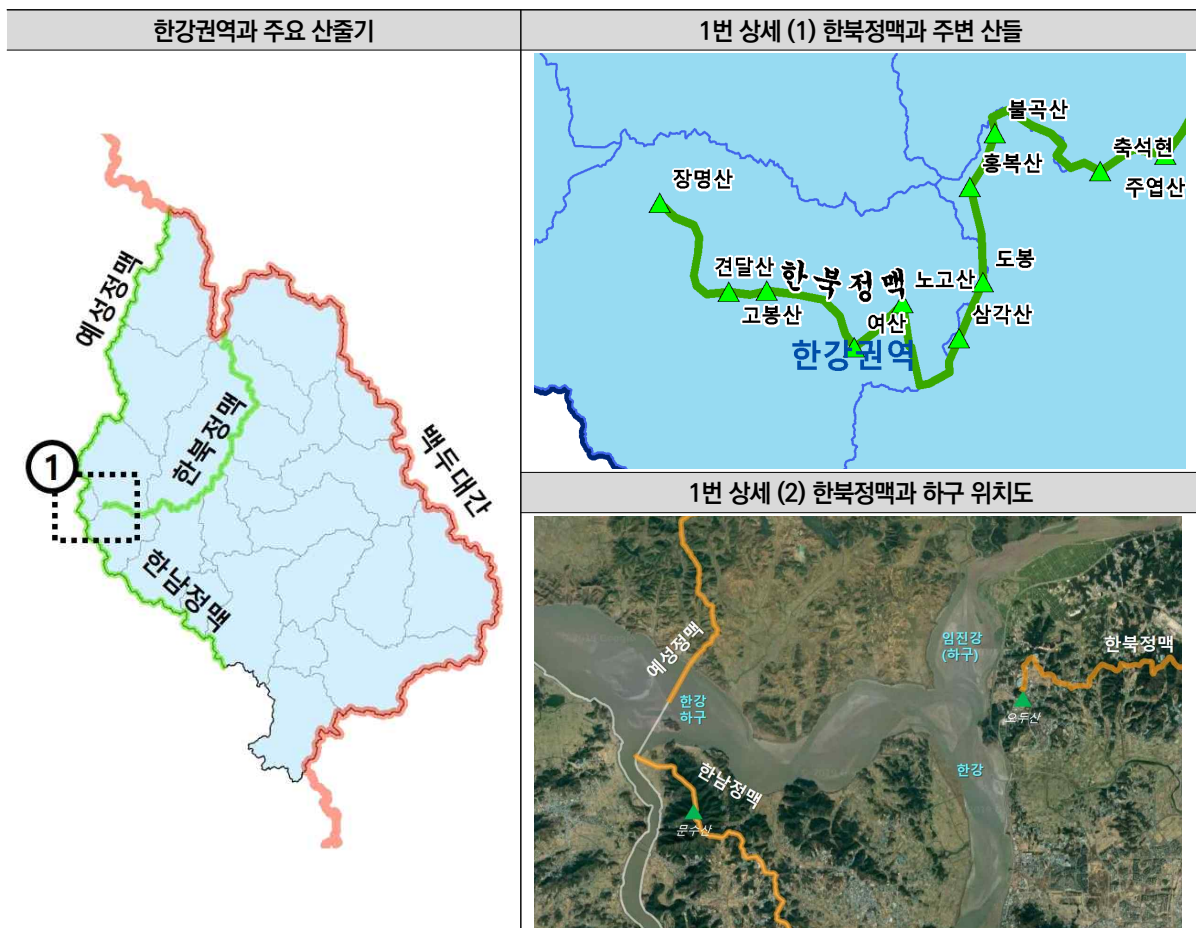 한강권역과 주요 산줄기
예성정맥
한북정맥
백두대간
1
한남정맥
1번 상세 (1) 한북정맥과 주변 산들
불곡산
축석현
홍복산
주엽산
장명산
도봉
견달산
한북정맥
노고산
고봉산
여산
삼각산
한강권역
1번 상세 (2) 한북정맥과 하구 위치도
예성정맥
임진강
(하구)
한북정맥
한강
하구
오두산
한남정맥
한강
문수산